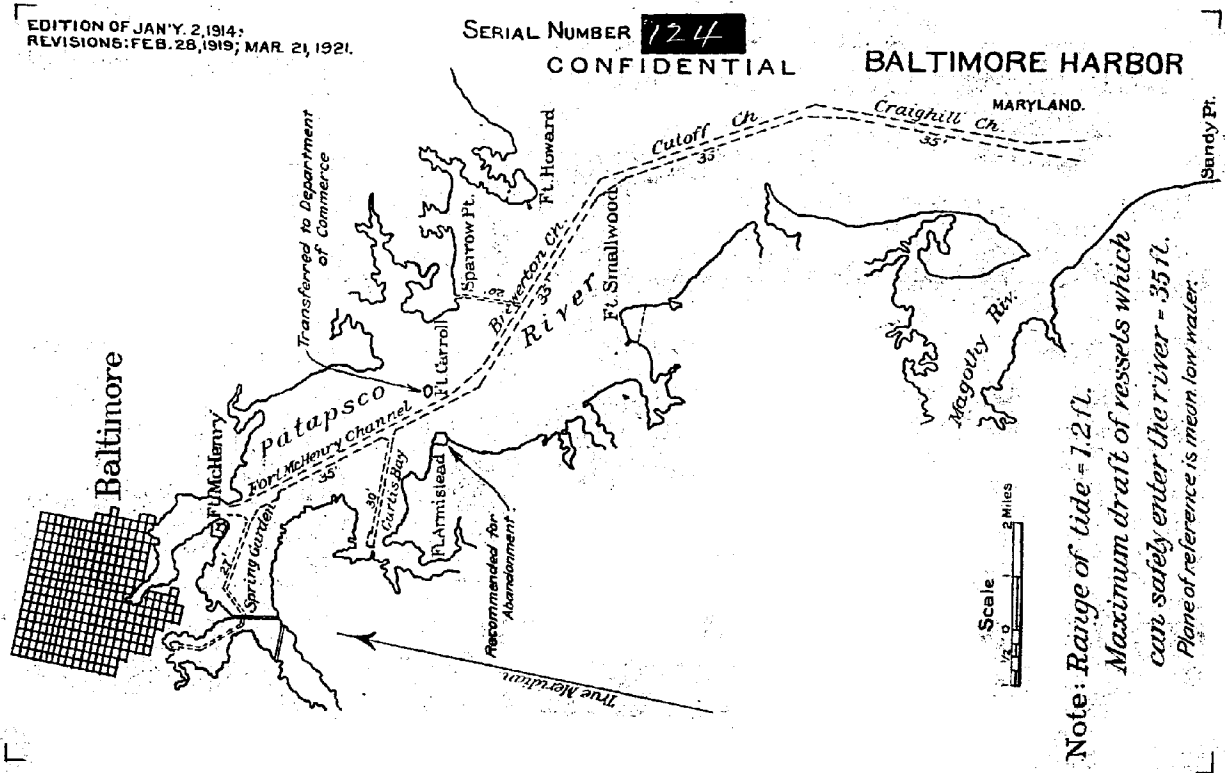 EDITION OF JAN'Y. 2, 1914:
REVISIONS: FEB. 28, 1919; MAR. 21, 1921.
SERIAL NUMBER 124
CONFIDENTIAL
BALTIMORE HARBOR
MARYLAND.
Transferred to Department
of Commerce
Ft. Howard
Sparrow Pt.
Cutoff Ch
35'
Craighill Ch.
35'
Sandy Pt.
Brewerton Ch.
35'
River
Ft. Smallwood
Ft. Carroll
Patapsco
Fort McHenry Channel
35'
Baltimore
Ft. McHenry
Spring Garden
27'
30'
Curtis Bay
Ft. Armistead
Recommended for
Abandonment
True Meridian
Magothy Riv.
Scale
1 ½ 0 2 Miles
Note: Range of tide = 1.2 ft.
Maximum draft of vessels which
can safely enter the river = 35 ft.
Plane of reference is mean low water.